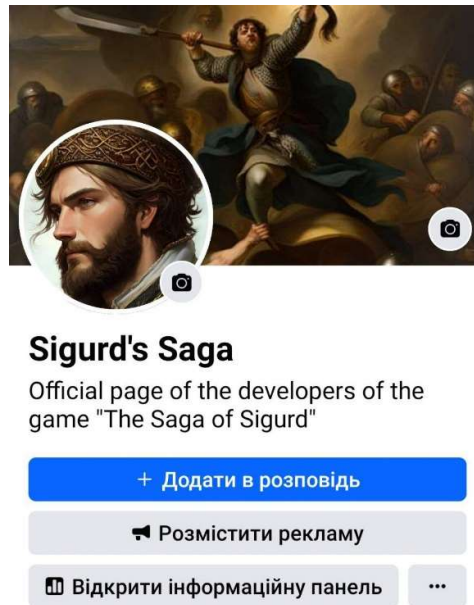 Sigurd's Saga
Official page of the developers of the
game "The Saga of Sigurd"
+ Додати в розповідь
Розмістити рекламу
Відкрити інформаційну панель